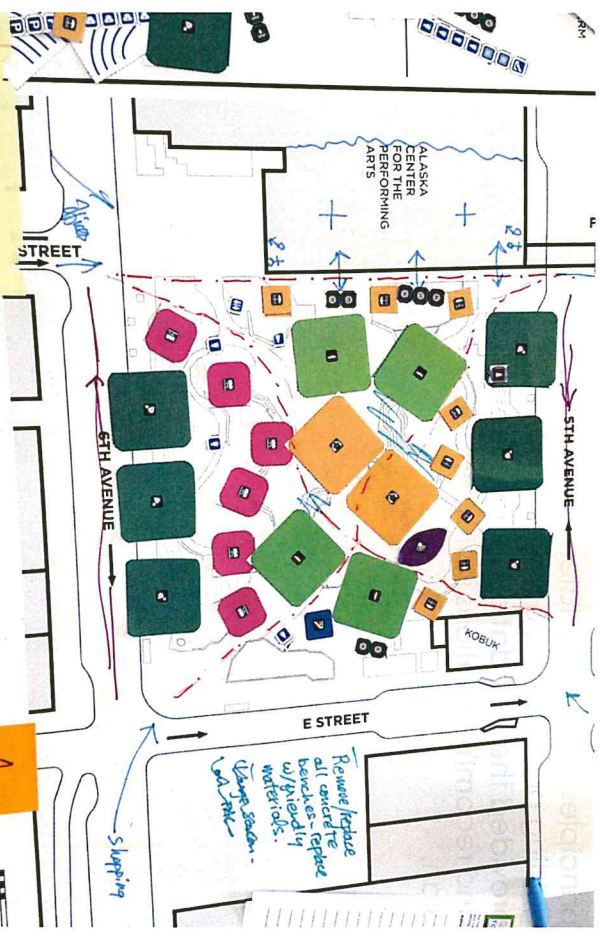 ALASKA
CENTER
FOR THE
PERFORMING
ARTS
STREET
5TH AVENUE
6TH AVENUE
KOBUK
E STREET
Remove/replace
all concrete
benches - replace
w/friendly
materials.
Shopping